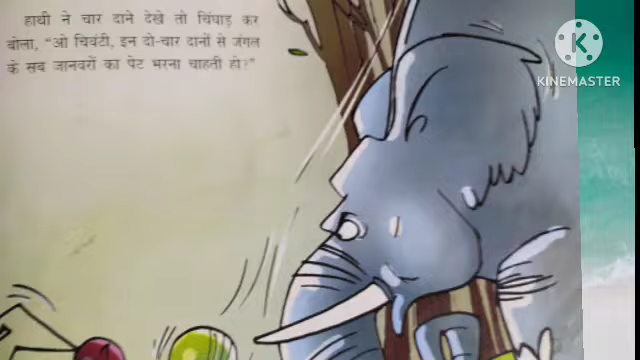 हाथी ने चार दाने देखे तो चिंघाड़ कर
बोला, “ओ चिवंटी, इन दो-चार दानों से जंगल
के सब जानवरों का पेट भरना चाहती हो?”
KINEMASTER